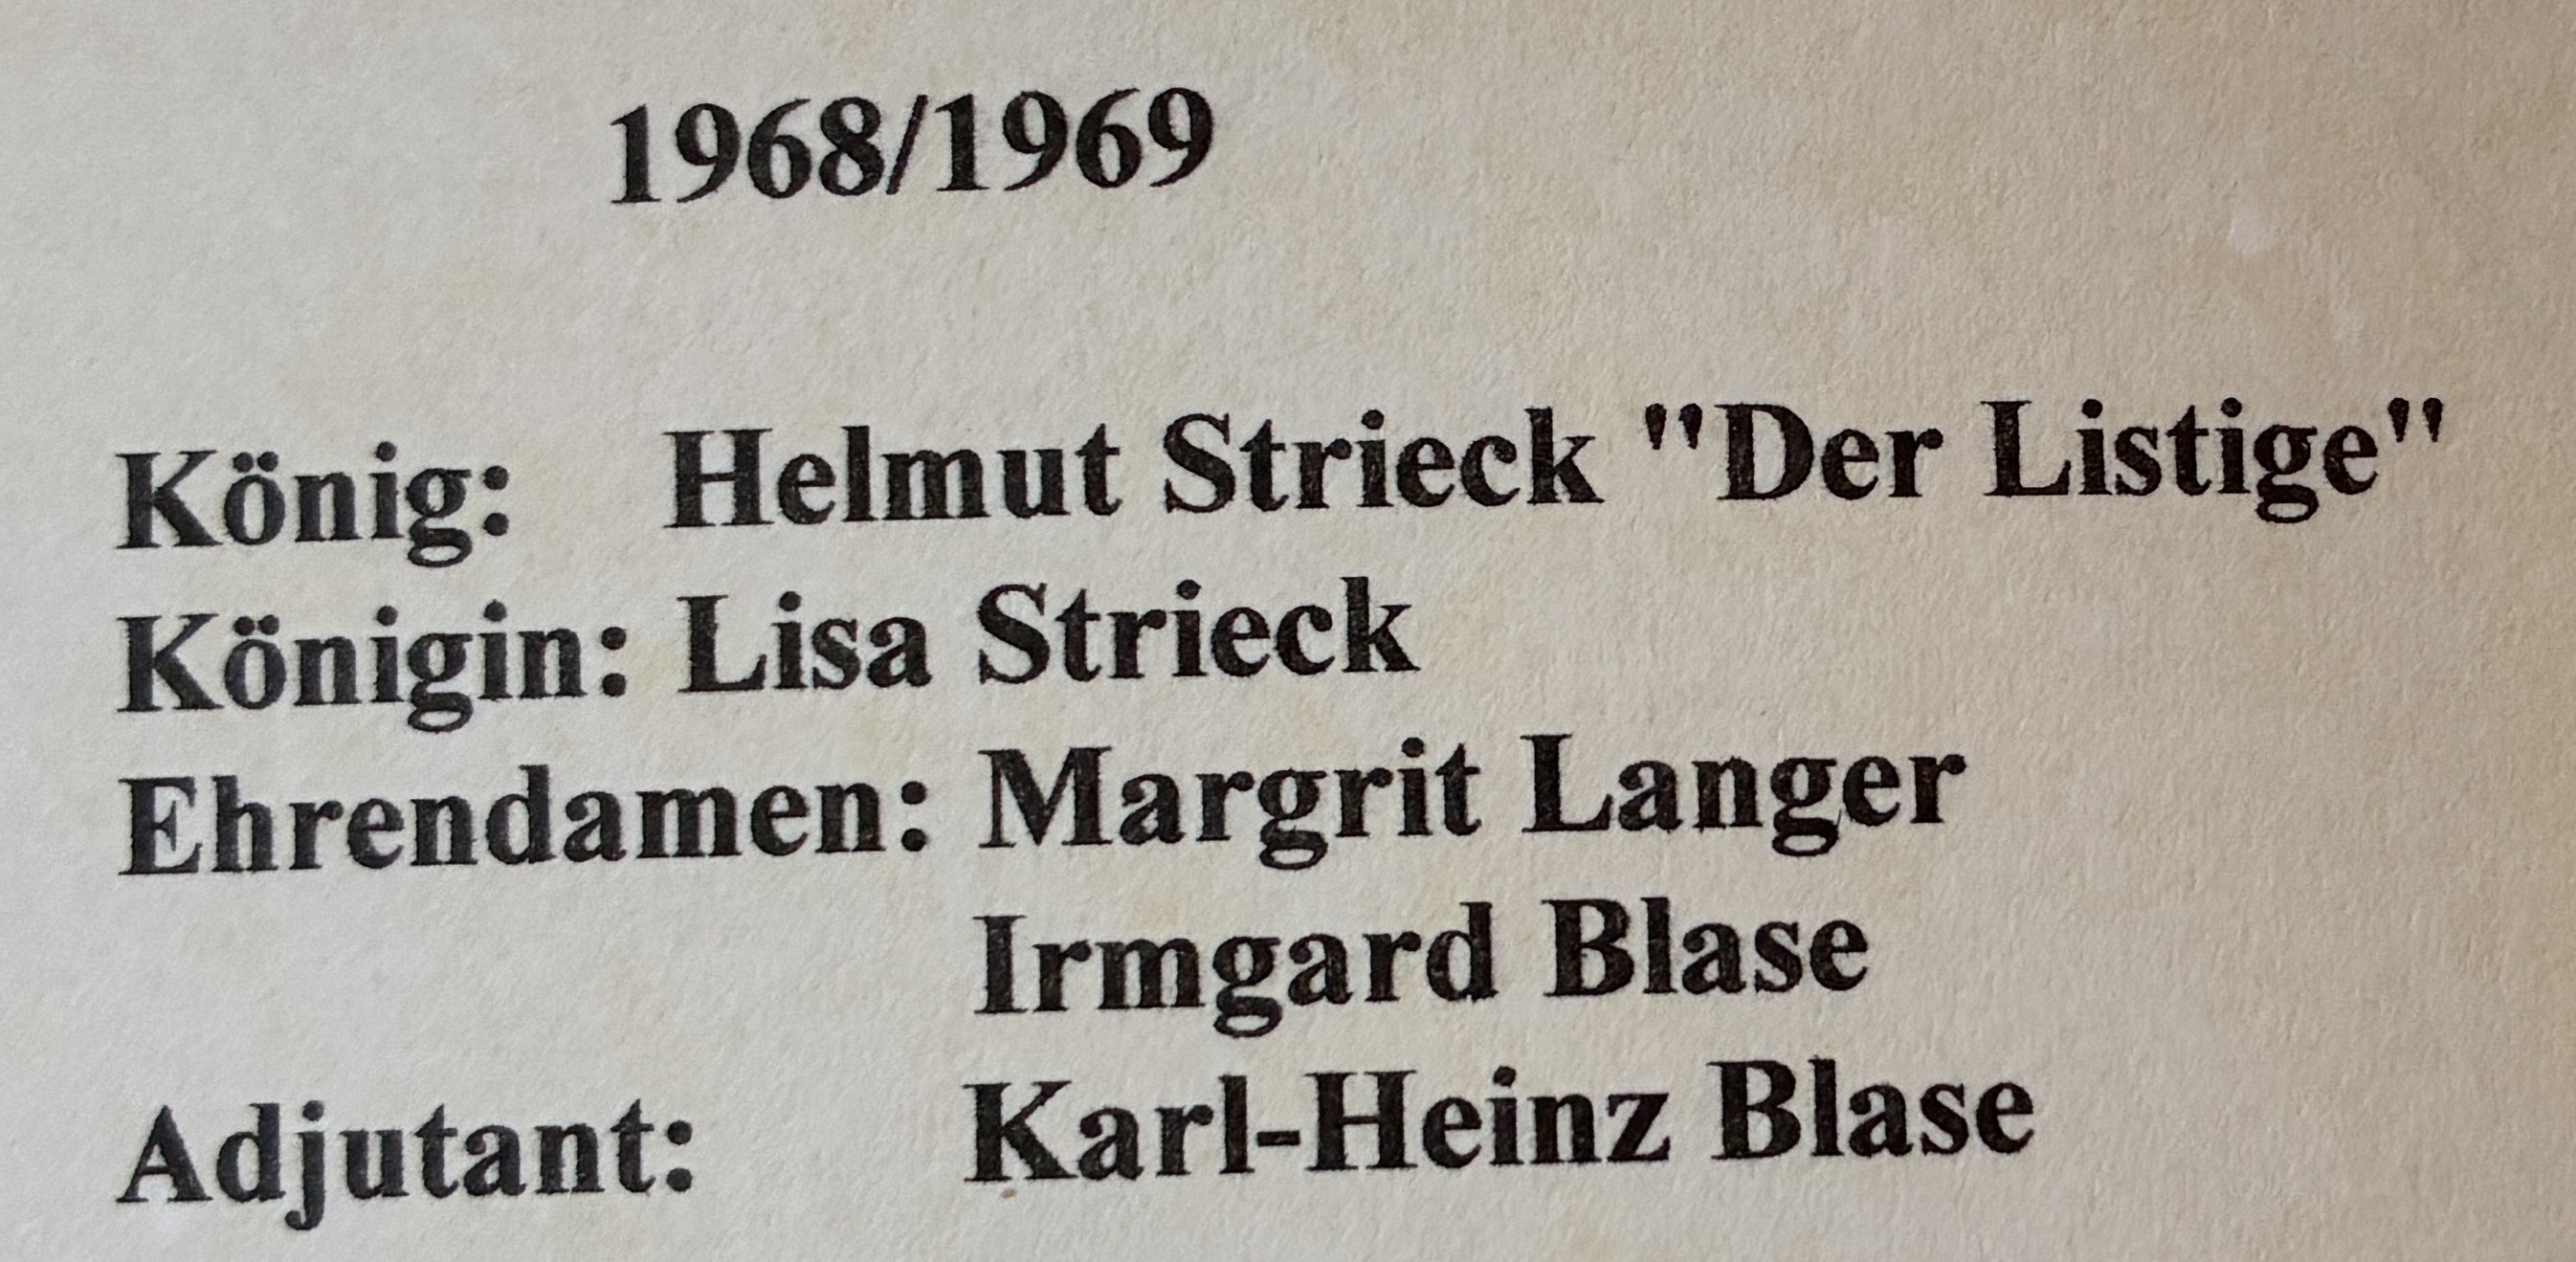 1968/1969
König: Helmut Strieck "Der Listige"
Königin: Lisa Strieck
Ehrendamen: Margrit Langer
Irmgard Blase
Adjutant: Karl-Heinz Blase